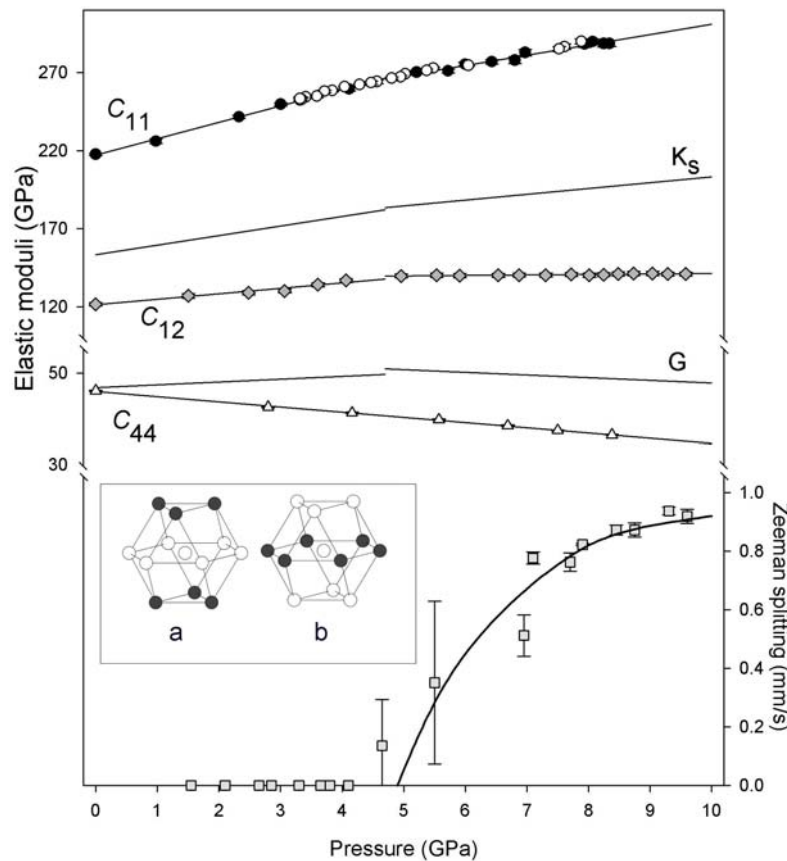 270
220
170
120
50
30
Elastic moduli (GPa)
C11
KS
C12
G
C44
a
b
1.0
0.8
0.6
0.4
0.2
0.0
Zeeman splitting (mm/s)
0 1 2 3 4 5 6 7 8 9 10
Pressure (GPa)